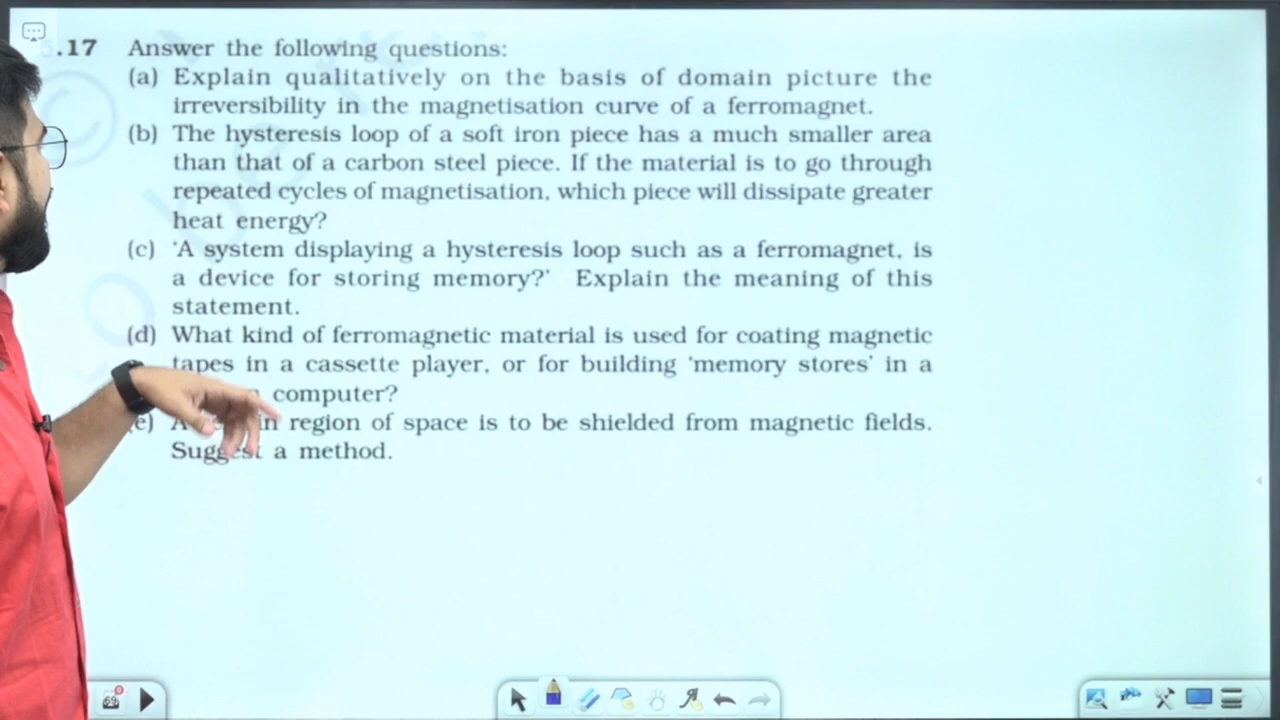 .17 Answer the following questions:
(a) Explain qualitatively on the basis of domain picture the
irreversibility in the magnetisation curve of a ferromagnet.
(b) The hysteresis loop of a soft iron piece has a much smaller area
than that of a carbon steel piece. If the material is to go through
repeated cycles of magnetisation, which piece will dissipate greater
heat energy?
(c) ‘A system displaying a hysteresis loop such as a ferromagnet, is
a device for storing memory?’ Explain the meaning of this
statement.
(d) What kind of ferromagnetic material is used for coating magnetic
tapes in a cassette player, or for building ‘memory stores’ in a
computer?
(e) A in region of space is to be shielded from magnetic fields.
Suggest a method.
69